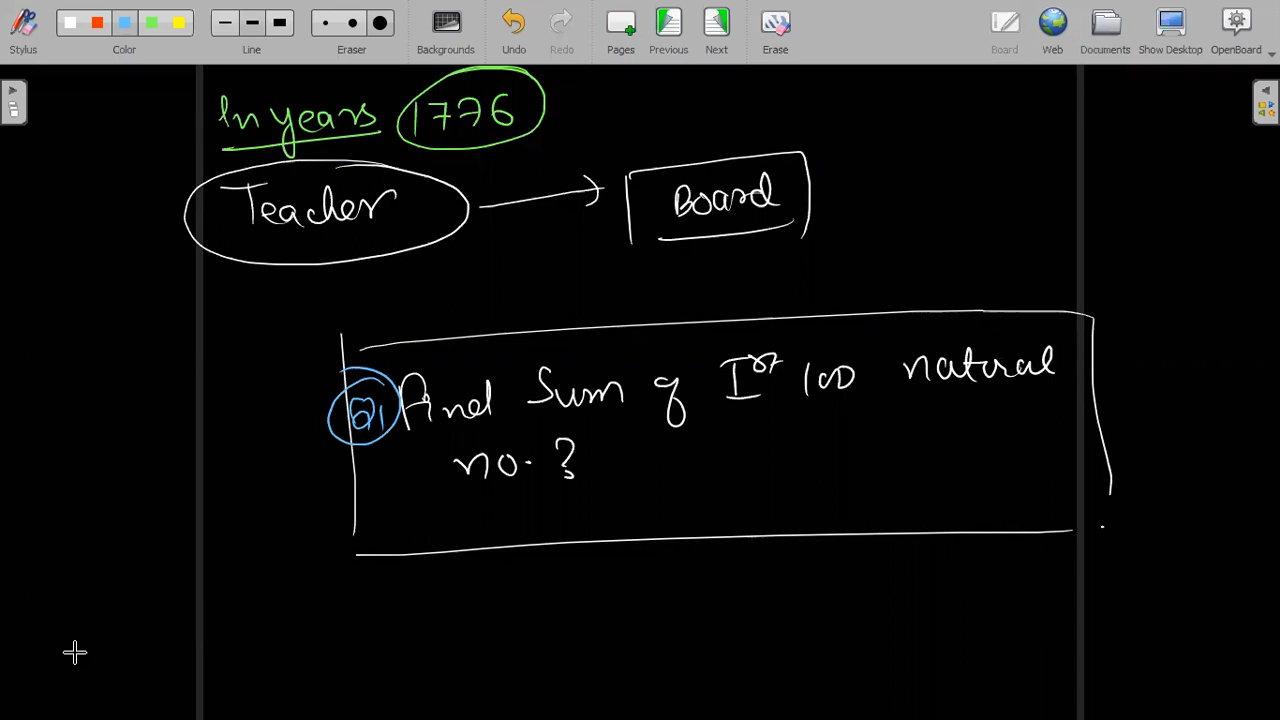 Stylus Color Line Eraser Backgrounds Undo Redo Pages Previous Next Erase Board Web Documents Show Desktop OpenBoard
In years 1776
Teacher Board
Q1 Find Sum of Ist 100 natural
no. ?